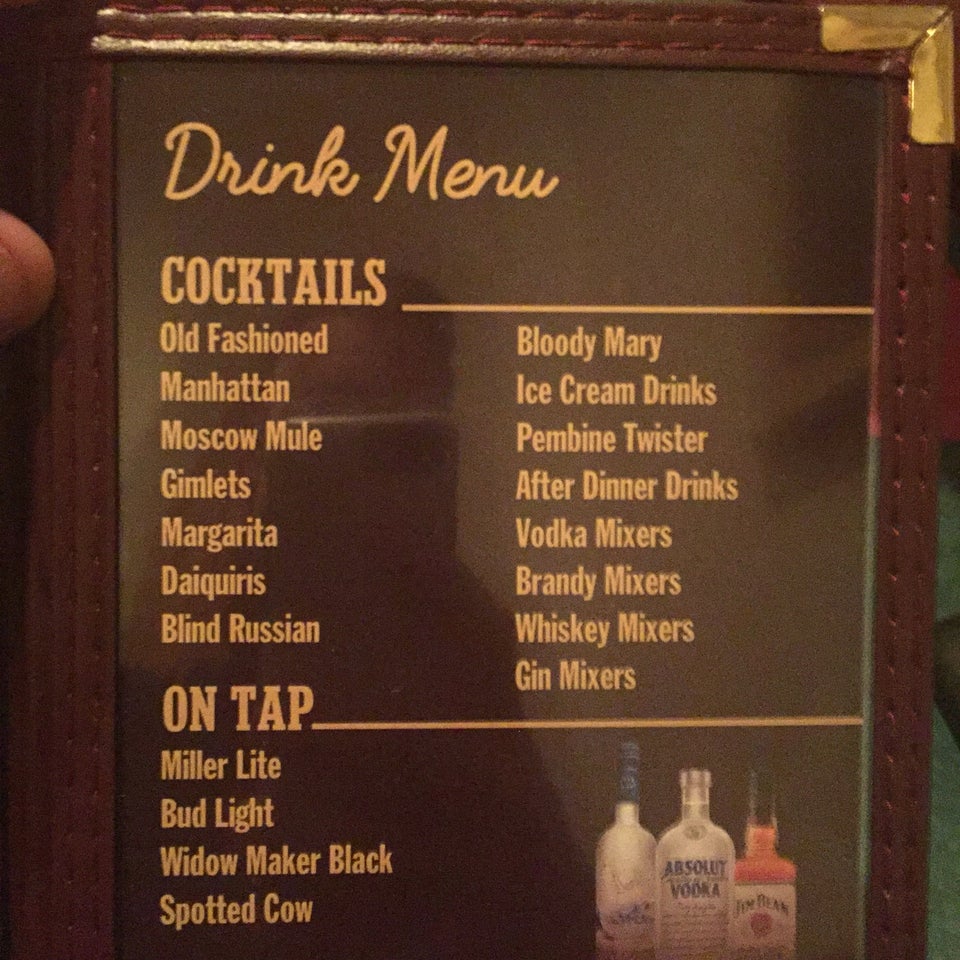 Drink Menu
COCKTAILS
Old Fashioned
Manhattan
Moscow Mule
Gimlets
Margarita
Daiquiris
Blind Russian
Bloody Mary
Ice Cream Drinks
Pembine Twister
After Dinner Drinks
Vodka Mixers
Brandy Mixers
Whiskey Mixers
Gin Mixers
ON TAP
Miller Lite
Bud Light
Widow Maker Black
Spotted Cow
ABSOLUT
VODKA
JIM BEAM